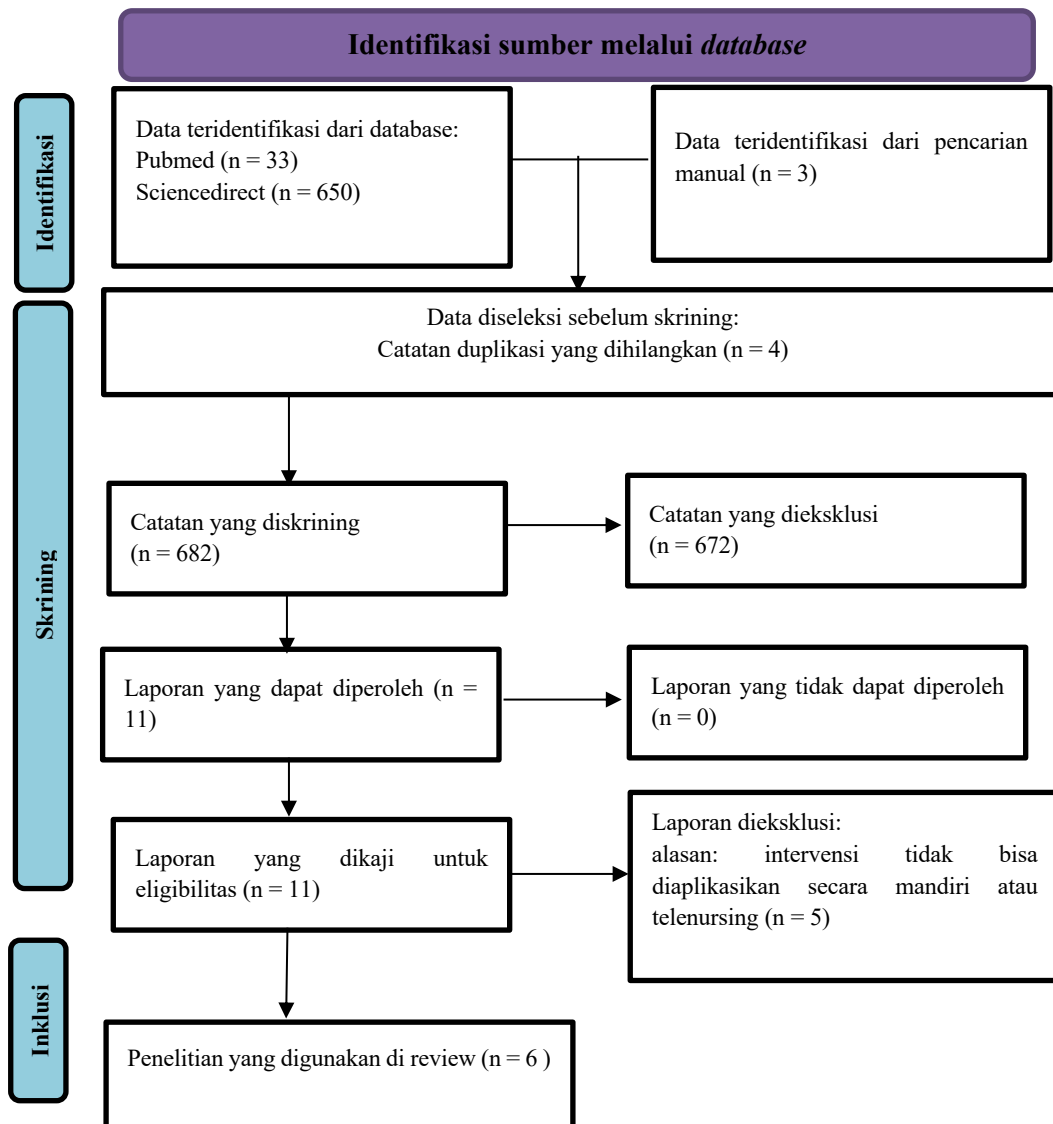 Identifikasi sumber melalui database
Identifikasi
Data teridentifikasi dari database:
Pubmed (n = 33)
Sciencedirect (n = 650)
Data teridentifikasi dari pencarian
manual (n = 3)
Skrining
Data diseleksi sebelum skrining:
Catatan duplikasi yang dihilangkan (n = 4)
Catatan yang diskrining
(n = 682)
Catatan yang dieksklusi
(n = 672)
Laporan yang dapat diperoleh (n =
11)
Laporan yang tidak dapat diperoleh
(n = 0)
Laporan yang dikaji untuk
eligibilitas (n = 11)
Laporan dieksklusi:
alasan: intervensi tidak bisa
diaplikasikan secara mandiri atau
telenursing (n = 5)
Inklusi
Penelitian yang digunakan di review (n = 6 )